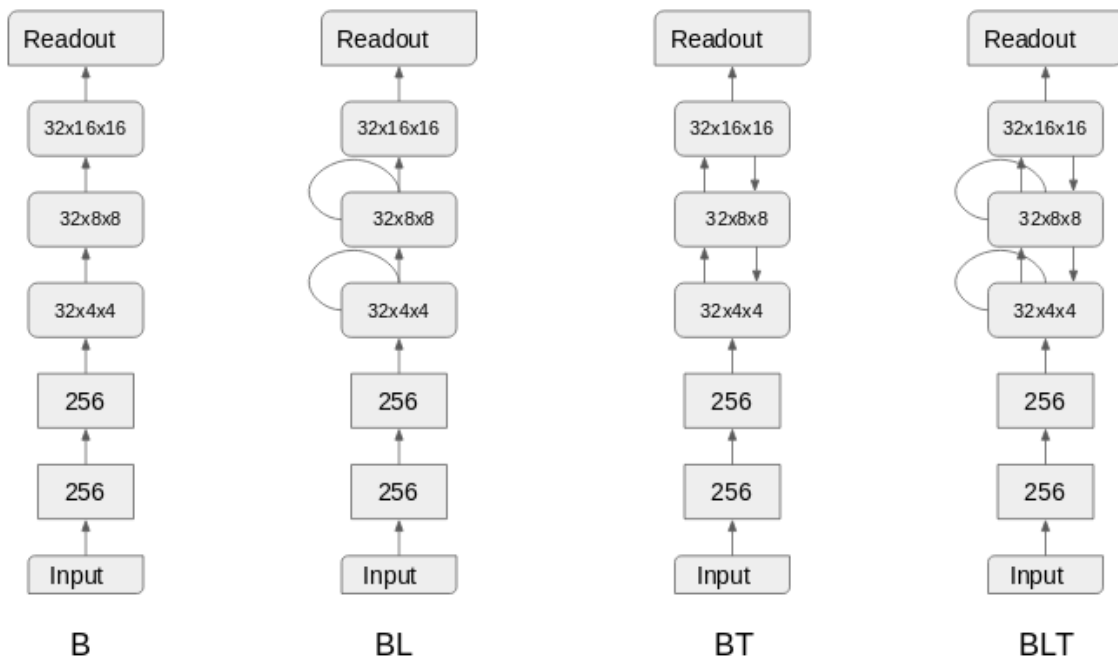 Readout Readout Readout Readout
32x16x16 32x16x16 32x16x16 32x16x16
32x8x8 32x8x8 32x8x8 32x8x8
32x4x4 32x4x4 32x4x4 32x4x4
256 256 256 256
256 256 256 256
Input Input Input Input
B BL BT BLT